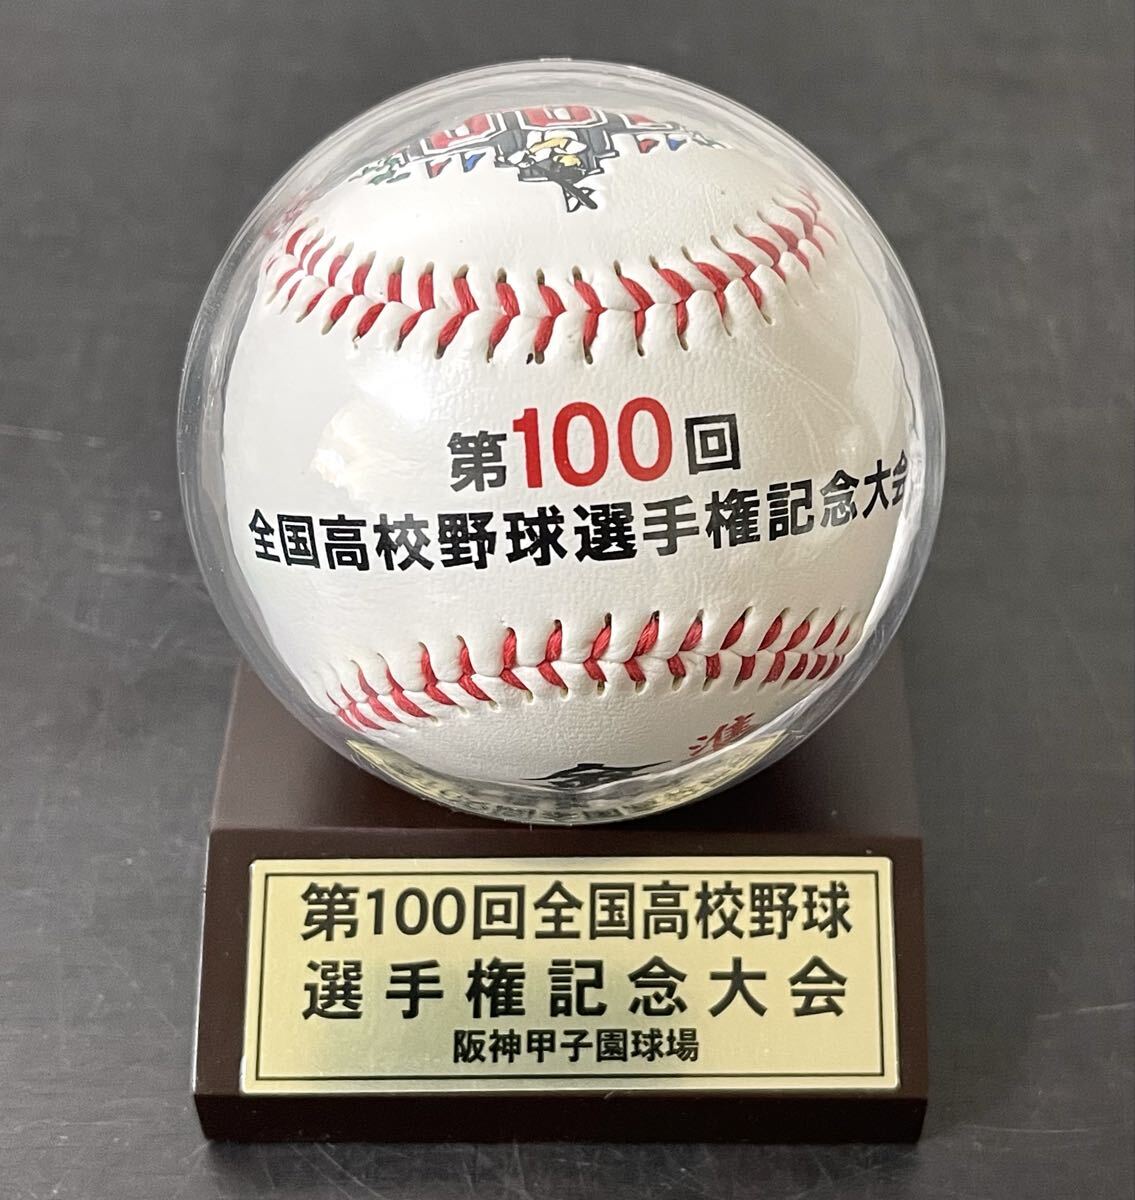 第100回
全国高校野球選手権記念大会
第100回全国高校野球
選手権記念大会
阪神甲子園球場